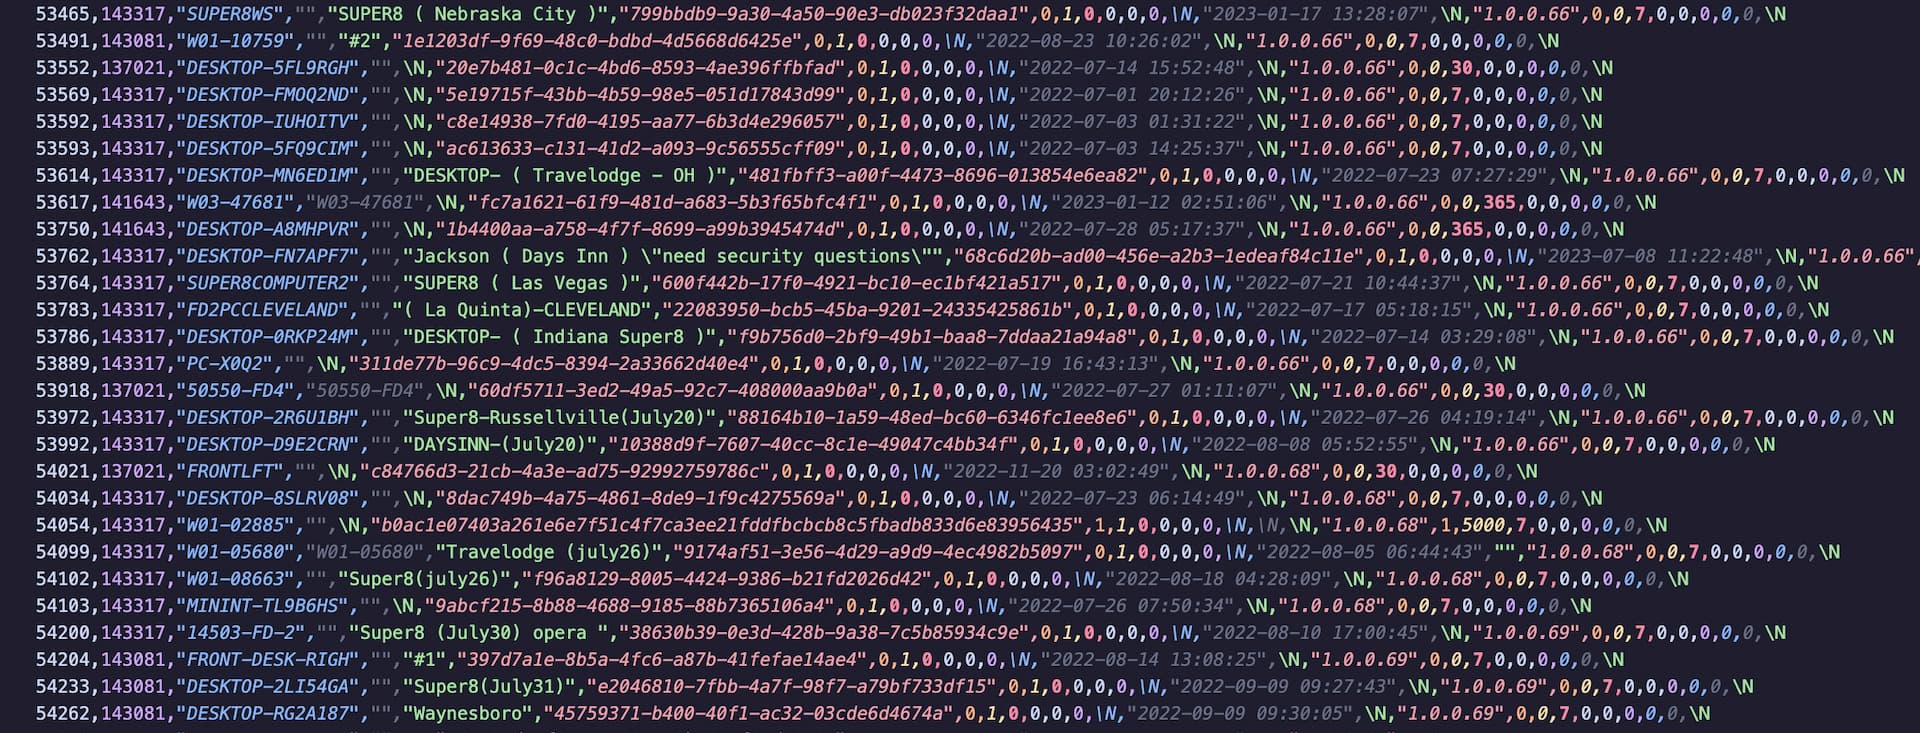 53465,143317,"SUPER8WS","","SUPER8 ( Nebraska City )","799bbdb9-9a30-4a50-90e3-db023f32daa1",0,1,0,0,0,0,\N,"2023-01-17 13:28:07",\N,"1.0.0.66",0,0,7,0,0,0,0,0,\N
53491,143081,"W01-10759","","#2","1e1203df-9f69-48c0-bdbd-4d5668d6425e",0,1,0,0,0,0,\N,"2022-08-23 10:26:02",\N,"1.0.0.66",0,0,7,0,0,0,0,0,\N
53552,137021,"DESKTOP-5FL9RGH","",\N,"20e7b481-0c1c-4bd6-8593-4ae396ffbfad",0,1,0,0,0,0,\N,"2022-07-14 15:52:48",\N,"1.0.0.66",0,0,30,0,0,0,0,0,\N
53569,143317,"DESKTOP-FMOQ2ND","",\N,"5e19715f-43bb-4b59-98e5-051d17843d99",0,1,0,0,0,0,\N,"2022-07-01 20:12:26",\N,"1.0.0.66",0,0,7,0,0,0,0,0,\N
53592,143317,"DESKTOP-IUHOITV","",\N,"c8e14938-7fd0-4195-aa77-6b3d4e296057",0,1,0,0,0,0,\N,"2022-07-03 01:31:22",\N,"1.0.0.66",0,0,7,0,0,0,0,0,\N
53593,143317,"DESKTOP-5FQ9CIM","",\N,"ac613633-c131-41d2-a093-9c56555cff09",0,1,0,0,0,0,\N,"2022-07-03 14:25:37",\N,"1.0.0.66",0,0,7,0,0,0,0,0,\N
53614,143317,"DESKTOP-MN6ED1M","","DESKTOP- ( Travelodge - OH )","481fbff3-a00f-4473-8696-013854e6ea82",0,1,0,0,0,0,\N,"2022-07-23 07:27:29",\N,"1.0.0.66",0,0,7,0,0,0,0,0,\N
53617,141643,"W03-47681","W03-47681",\N,"fc7a1621-61f9-481d-a683-5b3f65bfc4f1",0,1,0,0,0,0,\N,"2023-01-12 02:51:06",\N,"1.0.0.66",0,0,365,0,0,0,0,0,\N
53750,141643,"DESKTOP-A8MHPVR","",\N,"1b4400aa-a758-4f7f-8699-a99b3945474d",0,1,0,0,0,0,\N,"2022-07-28 05:17:37",\N,"1.0.0.66",0,0,365,0,0,0,0,0,\N
53762,143317,"DESKTOP-FN7APF7","","Jackson ( Days Inn ) \"need security questions\"","68c6d20b-ad00-456e-a2b3-1edeaf84c11e",0,1,0,0,0,0,\N,"2023-07-08 11:22:48",\N,"1.0.0.66",
53764,143317,"SUPER8COMPUTER2","","SUPER8 ( Las Vegas )","600f442b-17f0-4921-bc10-ec1bf421a517",0,1,0,0,0,0,\N,"2022-07-21 10:44:37",\N,"1.0.0.66",0,0,7,0,0,0,0,0,\N
53783,143317,"FD2PCCLEVELAND","","( La Quinta)-CLEVELAND","22083950-bcb5-45ba-9201-24335425861b",0,1,0,0,0,0,\N,"2022-07-17 05:18:15",\N,"1.0.0.66",0,0,7,0,0,0,0,0,\N
53786,143317,"DESKTOP-0RKP24M","","DESKTOP- ( Indiana Super8 )","f9b756d0-2bf9-49b1-baa8-7ddaa21a94a8",0,1,0,0,0,0,\N,"2022-07-14 03:29:08",\N,"1.0.0.66",0,0,7,0,0,0,0,0,\N
53889,143317,"PC-X0Q2","",\N,"311de77b-96c9-4dc5-8394-2a33662d40e4",0,1,0,0,0,0,\N,"2022-07-19 16:43:13",\N,"1.0.0.66",0,0,7,0,0,0,0,0,\N
53918,137021,"50550-FD4","50550-FD4",\N,"60df5711-3ed2-49a5-92c7-408000aa9b0a",0,1,0,0,0,0,\N,"2022-07-27 01:11:07",\N,"1.0.0.66",0,0,30,0,0,0,0,0,\N
53972,143317,"DESKTOP-2R6U1BH","","Super8-Russellville(July20)","88164b10-1a59-48ed-bc60-6346fc1ee8e6",0,1,0,0,0,0,\N,"2022-07-26 04:19:14",\N,"1.0.0.66",0,0,7,0,0,0,0,0,\N
53992,143317,"DESKTOP-D9E2CRN","","DAYSINN-(July20)","10388d9f-7607-40cc-8c1e-49047c4bb34f",0,1,0,0,0,0,\N,"2022-08-08 05:52:55",\N,"1.0.0.66",0,0,7,0,0,0,0,0,\N
54021,137021,"FRONTLFT","",\N,"c84766d3-21cb-4a3e-ad75-92992759786c",0,1,0,0,0,0,\N,"2022-11-20 03:02:49",\N,"1.0.0.68",0,0,30,0,0,0,0,0,\N
54034,143317,"DESKTOP-8SLRV08","",\N,"8dac749b-4a75-4861-8de9-1f9c4275569a",0,1,0,0,0,0,\N,"2022-07-23 06:14:49",\N,"1.0.0.68",0,0,7,0,0,0,0,0,\N
54054,143317,"W01-02885","",\N,"b0ac1e07403a261e6e7f51c4f7ca3ee21fddfbcbcb8c5fbadb833d6e83956435",1,1,0,0,0,0,\N,\N,\N,"1.0.0.68",1,5000,7,0,0,0,0,0,\N
54099,143317,"W01-05680","W01-05680","Travelodge (july26)","9174af51-3e56-4d29-a9d9-4ec4982b5097",0,1,0,0,0,0,\N,"2022-08-05 06:44:43","","1.0.0.68",0,0,7,0,0,0,0,0,\N
54102,143317,"W01-08663","","Super8(july26)","f96a8129-8005-4424-9386-b21fd2026d42",0,1,0,0,0,0,\N,"2022-08-18 04:28:09",\N,"1.0.0.68",0,0,7,0,0,0,0,0,\N
54103,143317,"MININT-TL9B6HS","",\N,"9abcf215-8b88-4688-9185-88b7365106a4",0,1,0,0,0,0,\N,"2022-07-26 07:50:34",\N,"1.0.0.68",0,0,7,0,0,0,0,0,\N
54200,143317,"14503-FD-2","","Super8 (July30) opera ","38630b39-0e3d-428b-9a38-7c5b85934c9e",0,1,0,0,0,0,\N,"2022-08-10 17:00:45",\N,"1.0.0.69",0,0,7,0,0,0,0,0,\N
54204,143081,"FRONT-DESK-RIGH","","#1","397d7a1e-8b5a-4fc6-a87b-41fefae14ae4",0,1,0,0,0,0,\N,"2022-08-14 13:08:25",\N,"1.0.0.69",0,0,7,0,0,0,0,0,\N
54233,143081,"DESKTOP-2LI54GA","","Super8(July31)","e2046810-7fbb-4a7f-98f7-a79bf733df15",0,1,0,0,0,0,\N,"2022-09-09 09:27:43",\N,"1.0.0.69",0,0,7,0,0,0,0,0,\N
54262,143081,"DESKTOP-RG2A187","","Waynesboro","45759371-b400-40f1-ac32-03cde6d4674a",0,1,0,0,0,0,\N,"2022-09-09 09:30:05",\N,"1.0.0.69",0,0,7,0,0,0,0,0,\N